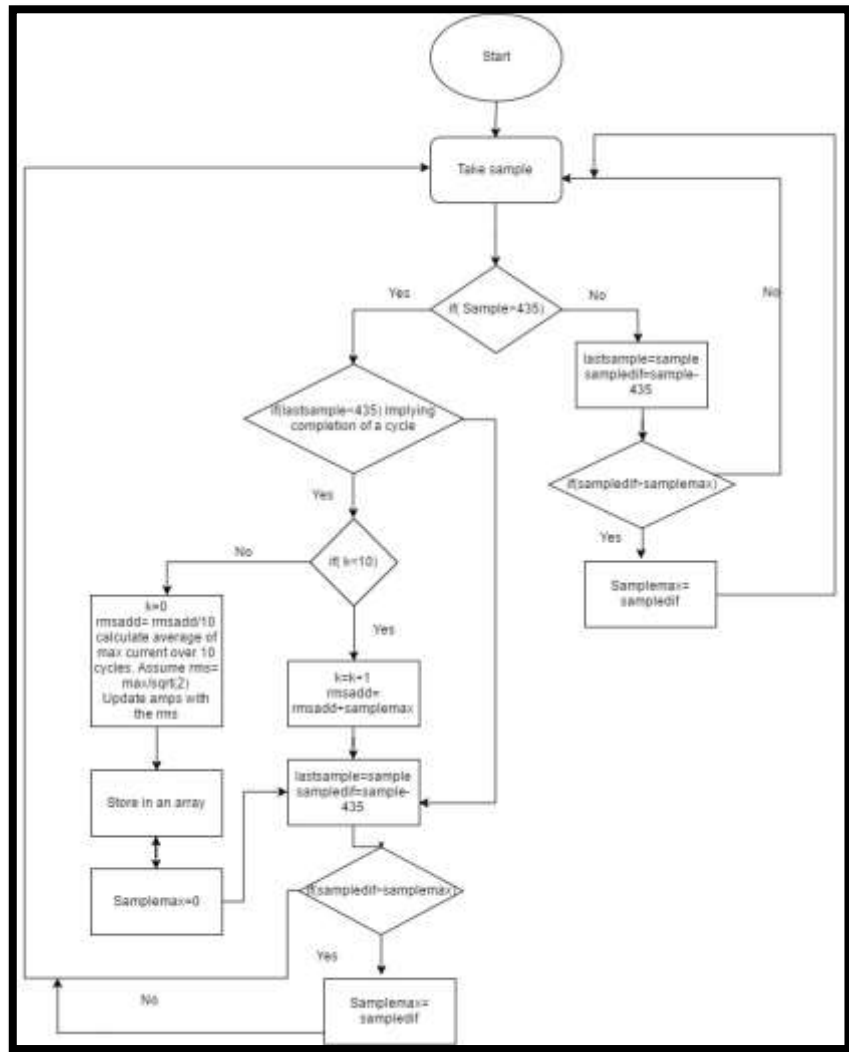 Start
Take sample
Yes
if( Sample>435)
No
No
lastsample=sample
sampledif=sample-
435
if(lastsample<435) Implying
completion of a cycle
if(sampledif>samplemax)
Yes
Yes
No
if( k<10)
Samplemax=
sampledif
k=0
rmsadd= rmsadd/10
calculate average of
max current over 10
cycles. Assume rms=
max/sqrt(2)
Update amps with
the rms
Yes
k=k+1
rmsadd=
rmsadd+samplemax
lastsample=sample
sampledif=sample-
435
Store in an array
Samplemax=0
if(sampledif>samplemax)
Yes
No
Samplemax=
sampledif